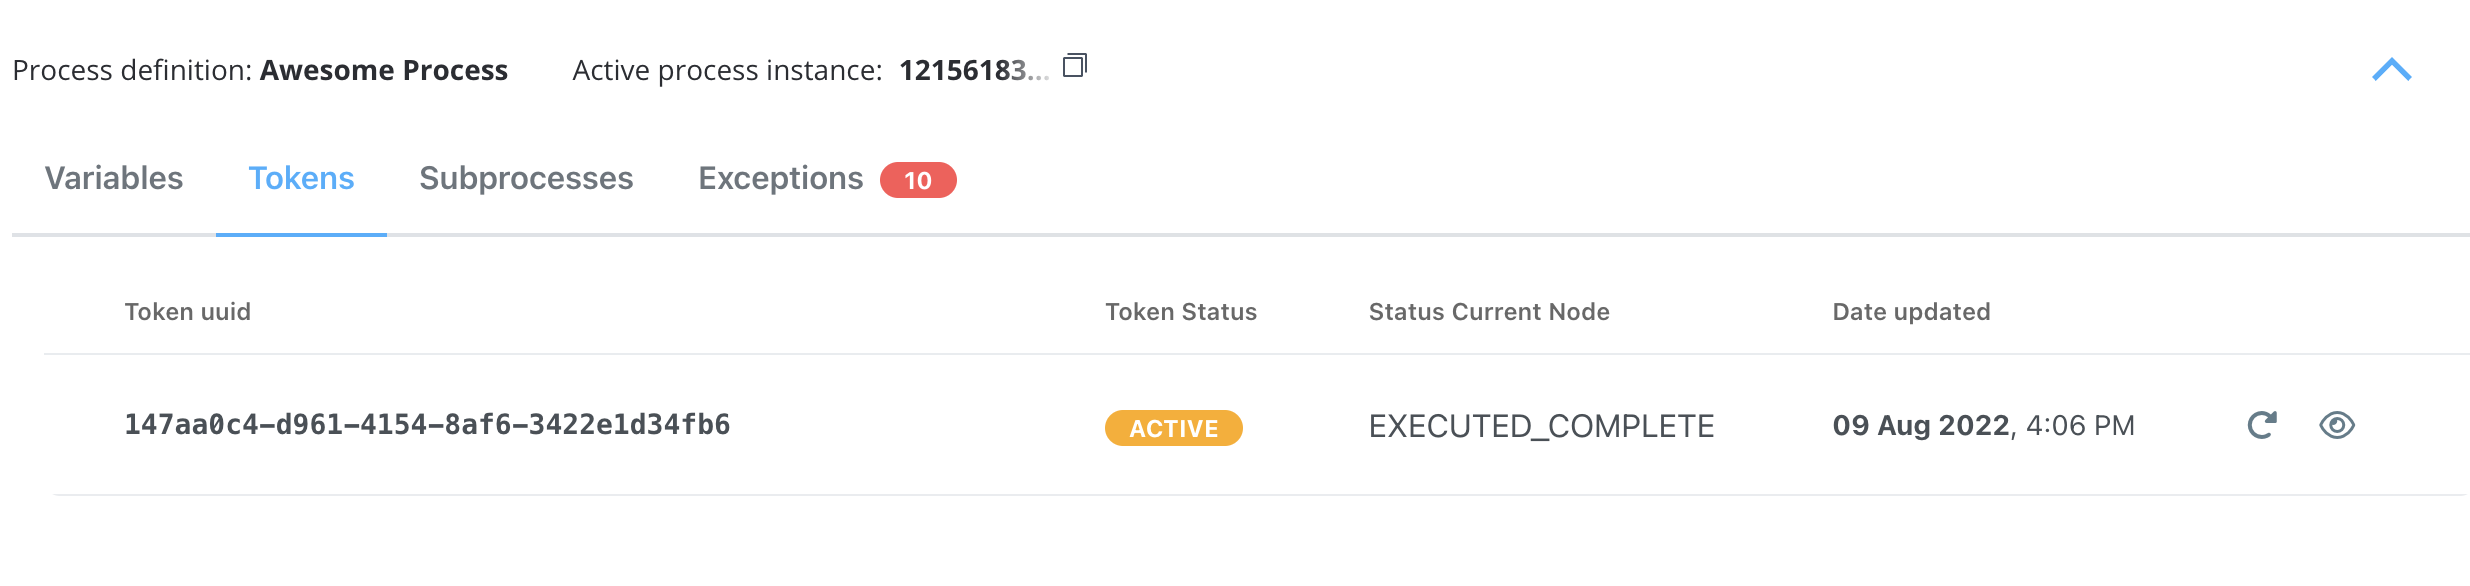 Process definition: Awesome Process Active process instance: 12156183...
Variables Tokens Subprocesses Exceptions 10
Token uuid Token Status Status Current Node Date updated
147aa0c4-d961-4154-8af6-3422e1d34fb6 ACTIVE EXECUTED_COMPLETE 09 Aug 2022, 4:06 PM